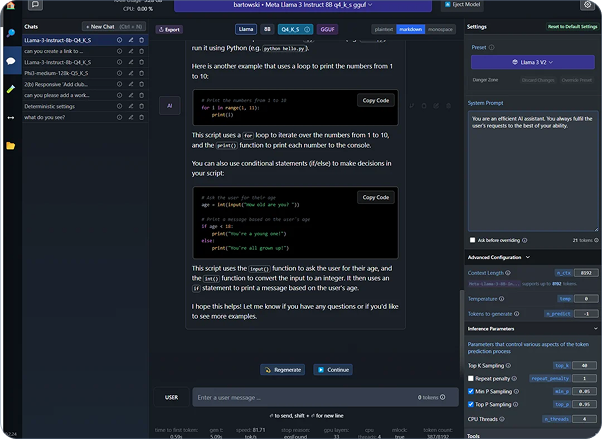 CPU: 0.00 %
bartowski • Meta Llama 3 Instruct 8B q4_k_s gguf
Eject Model
Chats
+ New Chat
(Ctrl + N)
LLama-3-Instruct-8b-Q4_K_S
can you create a link to ...
LLama-3-Instruct-8b-Q4_K_S
Phi3-medium-128k-Q5_K_S
2(b) Responsive 'Add club...
can you please add a work...
Deterministic settings
what do you see?
Export
Llama
8B
Q4_K_S
GGUF
plaintext
markdown
monospace
run it using Python (e.g. python hello.py).
Here is another example that uses a loop to print the numbers from 1
to 10:
AI
Copy Code
# Print the numbers from 1 to 10
for i in range(1, 11):
print(i)
This script uses a for loop to iterate over the numbers from 1 to 10,
and the print() function to print each number to the console.
You can also use conditional statements (if/else) to make decisions in
your script:
Copy Code
# Ask the user for their age
age = int(input("How old are you? "))
# Print a message based on the user's age
if age < 18:
print("You're a young one!")
else:
print("You're all grown up!")
This script uses the input() function to ask the user for their age, and
the int() function to convert the input to an integer. It then uses an
if statement to print a message based on the user's age.
I hope this helps! Let me know if you have any questions or if you'd like
to see more examples.
Regenerate
Continue
USER
Enter a user message ...
0 tokens
⏎ to send, shift + ⏎ for new line
time to first token:
0.59s
gen t:
5.09s
speed: 81.71
tok/s
stop reason:
gpu layers:
33
cpu
threads: 4
mlock:
true
token count:
387/8192
Settings
Reset to Default Settings
Preset
Llama 3 V2
Danger Zone
System Prompt
You are an efficient AI assistant. You always fulfil the
user's requests to the best of your ability.
Ask before overriding
21 tokens
Advanced Configuration
Context Length
n_ctx
8192
supports up to 8192 tokens
Temperature
temp
0
Tokens to generate
n_predict
-1
Inference Parameters
Parameters that control various aspects of the token
prediction process
Top K Sampling
top_k
40
Repeat penalty
repeat_penalty
1
Min P Sampling
min_p
0.05
Top P Sampling
top_p
0.95
CPU Threads
n_threads
4
Tools